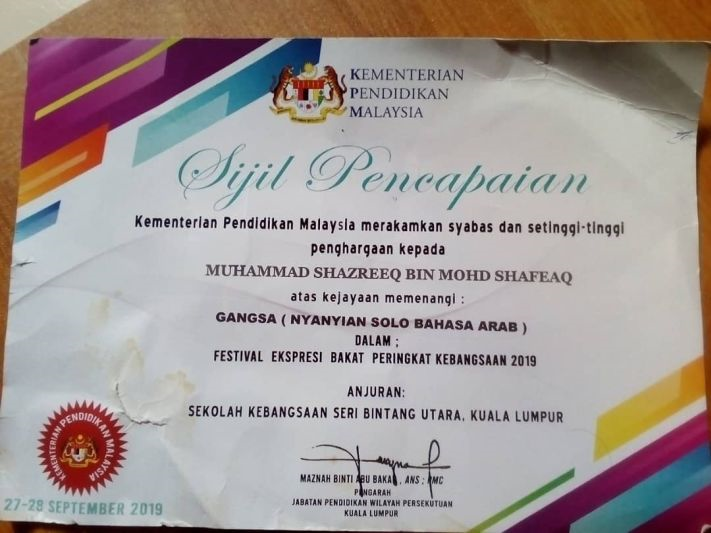 KEMENTERIAN
PENDIDIKAN
MALAYSIA
Sijil Pencapaian
Kementerian Pendidikan Malaysia merakamkan syabas dan setinggi-tinggi
penghargaan kepada
MUHAMMAD SHAZREEQ BIN MOHD SHAFEAQ
atas kejayaan memenangi :
GANGSA ( NYANYIAN SOLO BAHASA ARAB )
DALAM ;
FESTIVAL EKSPRESI BAKAT PERINGKAT KEBANGSAAN 2019
ANJURAN:
SEKOLAH KEBANGSAAN SERI BINTANG UTARA, KUALA LUMPUR
MAZNAH BINTI ABU BAKAR, ANS ; PMC
PENGARAH
JABATAN PENDIDIKAN WILAYAH PERSEKUTUAN
KUALA LUMPUR
KEMENTERIAN PENDIDIKAN MALAYSIA
27-29 SEPTEMBER 2019